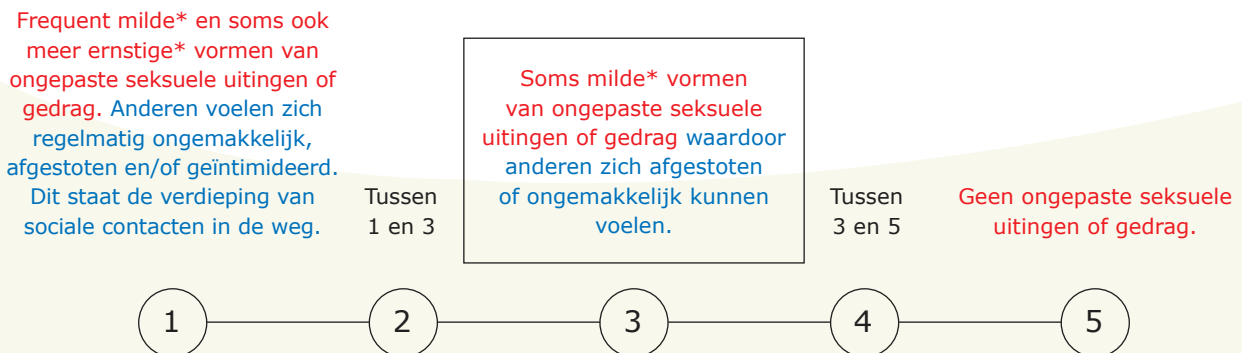 Frequent milde* en soms ook
meer ernstige* vormen van
ongepaste seksuele uitingen of
gedrag. Anderen voelen zich
regelmatig ongemakkelijk,
afgestoten en/of geïntimideerd.
Dit staat de verdieping van
sociale contacten in de weg.
Tussen
1 en 3
Soms milde* vormen
van ongepaste seksuele
uitingen of gedrag waardoor
anderen zich afgestoten
of ongemakkelijk kunnen
voelen.
Tussen
3 en 5
Geen ongepaste seksuele
uitingen of gedrag.
1
2
3
4
5